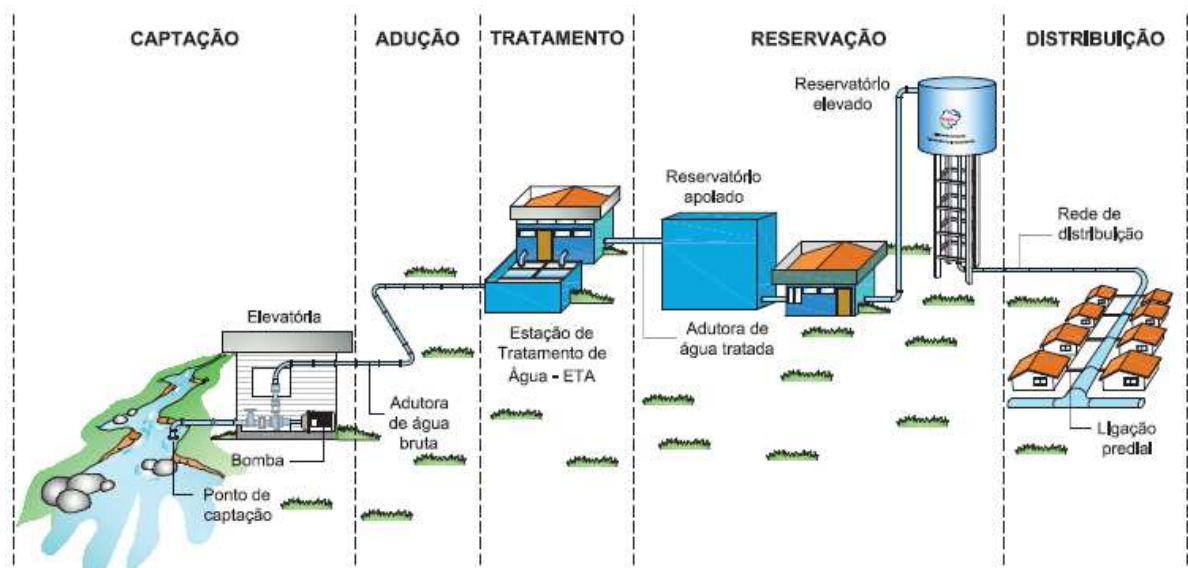 CAPTAÇÃO
ADUÇÃO
TRATAMENTO
RESERVAÇÃO
DISTRIBUIÇÃO
Reservatório
elevado
Reservatório
apoiado
Rede de
distribuição
Elevatória
Estação de
Tratamento de
Água - ETA
Adutora de
água tratada
Adutora
de água
bruta
Bomba
Ponto de
captação
Ligação
predial